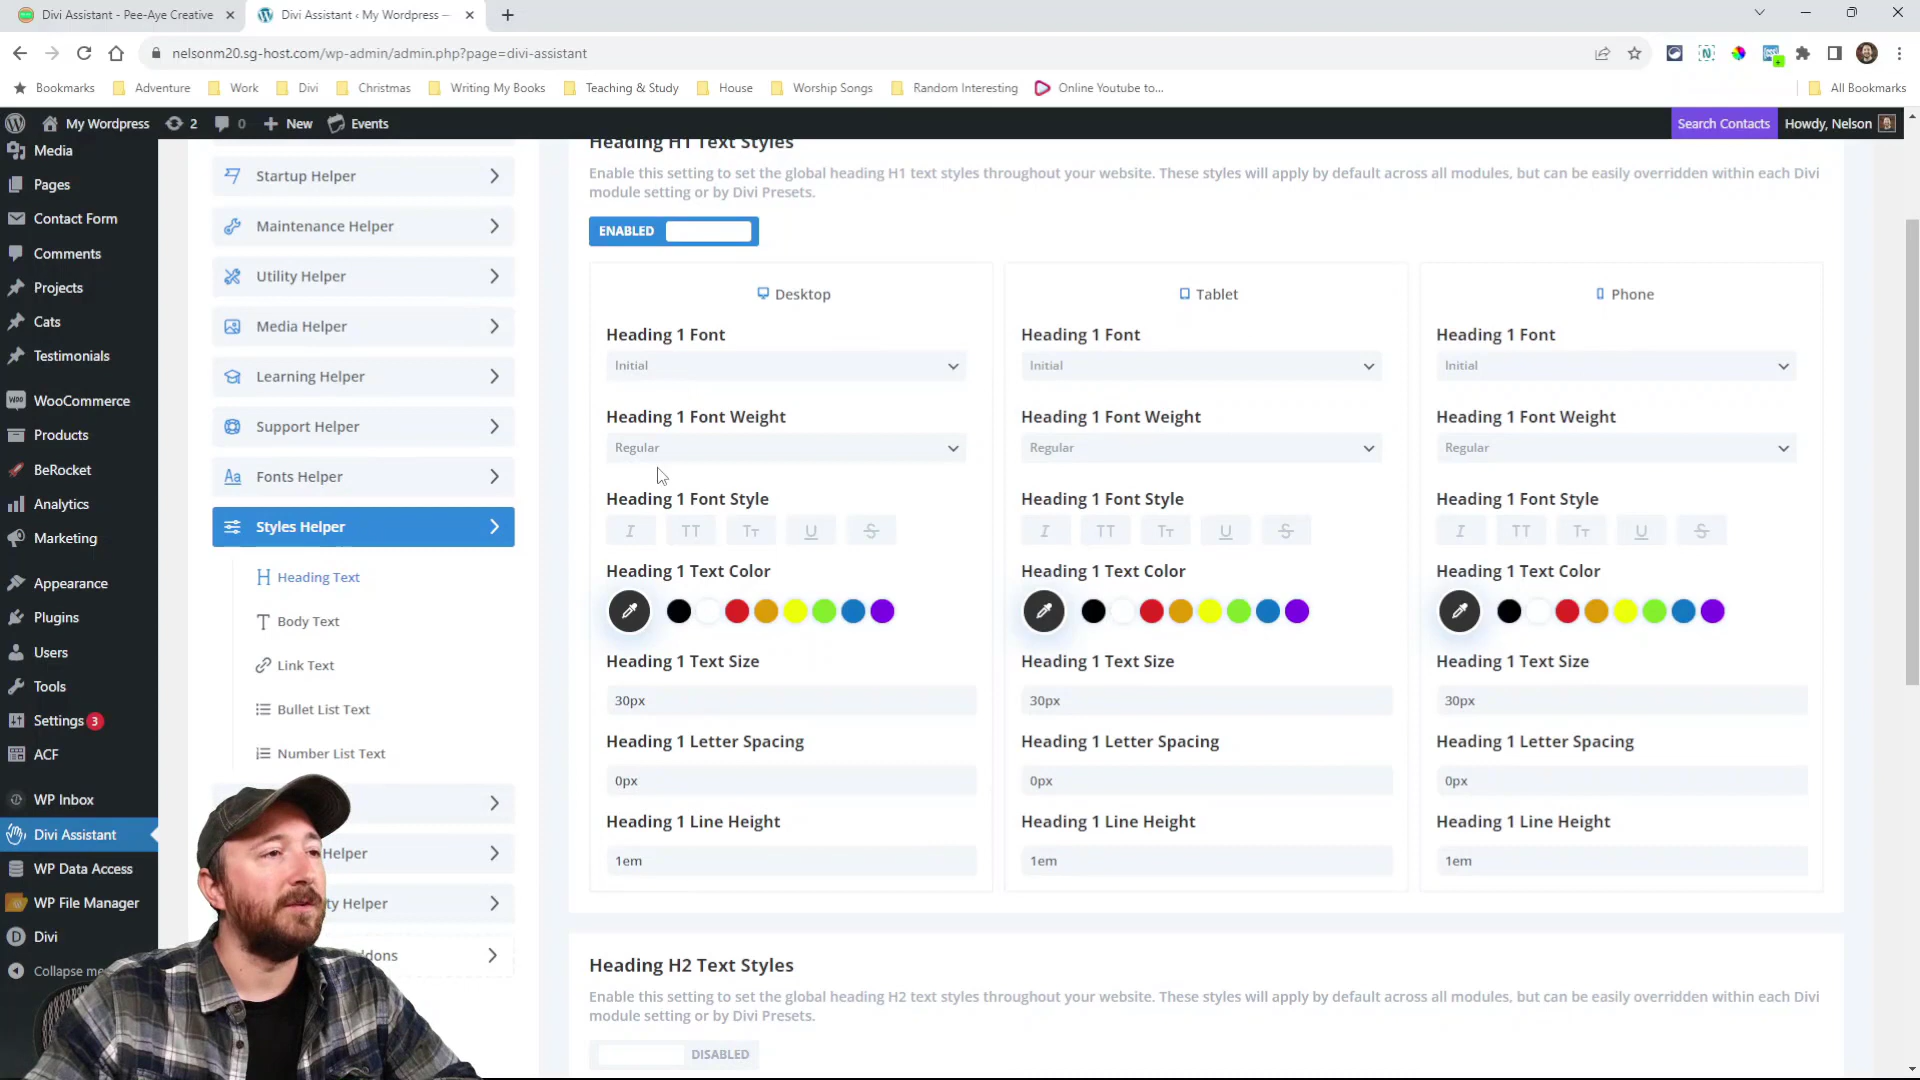 Divi Assistant - Pee-Aye Creative
Divi Assistant ‹ My Wordpress —
nelsonm20.sg-host.com/wp-admin/admin.php?page=divi-assistant
Bookmarks
Adventure
Work
Divi
Christmas
Writing My Books
Teaching & Study
House
Worship Songs
Random Interesting
Online Youtube to...
All Bookmarks
My Wordpress
2
0
New
Events
Search Contacts
Howdy, Nelson
Media
Pages
Contact Form
Comments
Projects
Cats
Testimonials
WooCommerce
Products
BeRocket
Analytics
Marketing
Appearance
Plugins
Users
Tools
Settings 3
ACF
WP Inbox
Divi Assistant
WP Data Access
WP File Manager
Divi
Collapse me
Startup Helper
Maintenance Helper
Utility Helper
Media Helper
Learning Helper
Support Helper
Fonts Helper
Styles Helper
Heading Text
Body Text
Link Text
Bullet List Text
Number List Text
Helper
ty Helper
ddons
Heading H1 Text Styles
Enable this setting to set the global heading H1 text styles throughout your website. These styles will apply by default across all modules, but can be easily overridden within each Divi
module setting or by Divi Presets.
ENABLED
Desktop
Heading 1 Font
Initial
Heading 1 Font Weight
Regular
Heading 1 Font Style
I TT Tт U S
Heading 1 Text Color
Heading 1 Text Size
30px
Heading 1 Letter Spacing
0px
Heading 1 Line Height
1em
Tablet
Heading 1 Font
Initial
Heading 1 Font Weight
Regular
Heading 1 Font Style
I TT Tт U S
Heading 1 Text Color
Heading 1 Text Size
30px
Heading 1 Letter Spacing
0px
Heading 1 Line Height
1em
Phone
Heading 1 Font
Initial
Heading 1 Font Weight
Regular
Heading 1 Font Style
I TT Tт U S
Heading 1 Text Color
Heading 1 Text Size
30px
Heading 1 Letter Spacing
0px
Heading 1 Line Height
1em
Heading H2 Text Styles
Enable this setting to set the global heading H2 text styles throughout your website. These styles will apply by default across all modules, but can be easily overridden within each Divi
module setting or by Divi Presets.
DISABLED